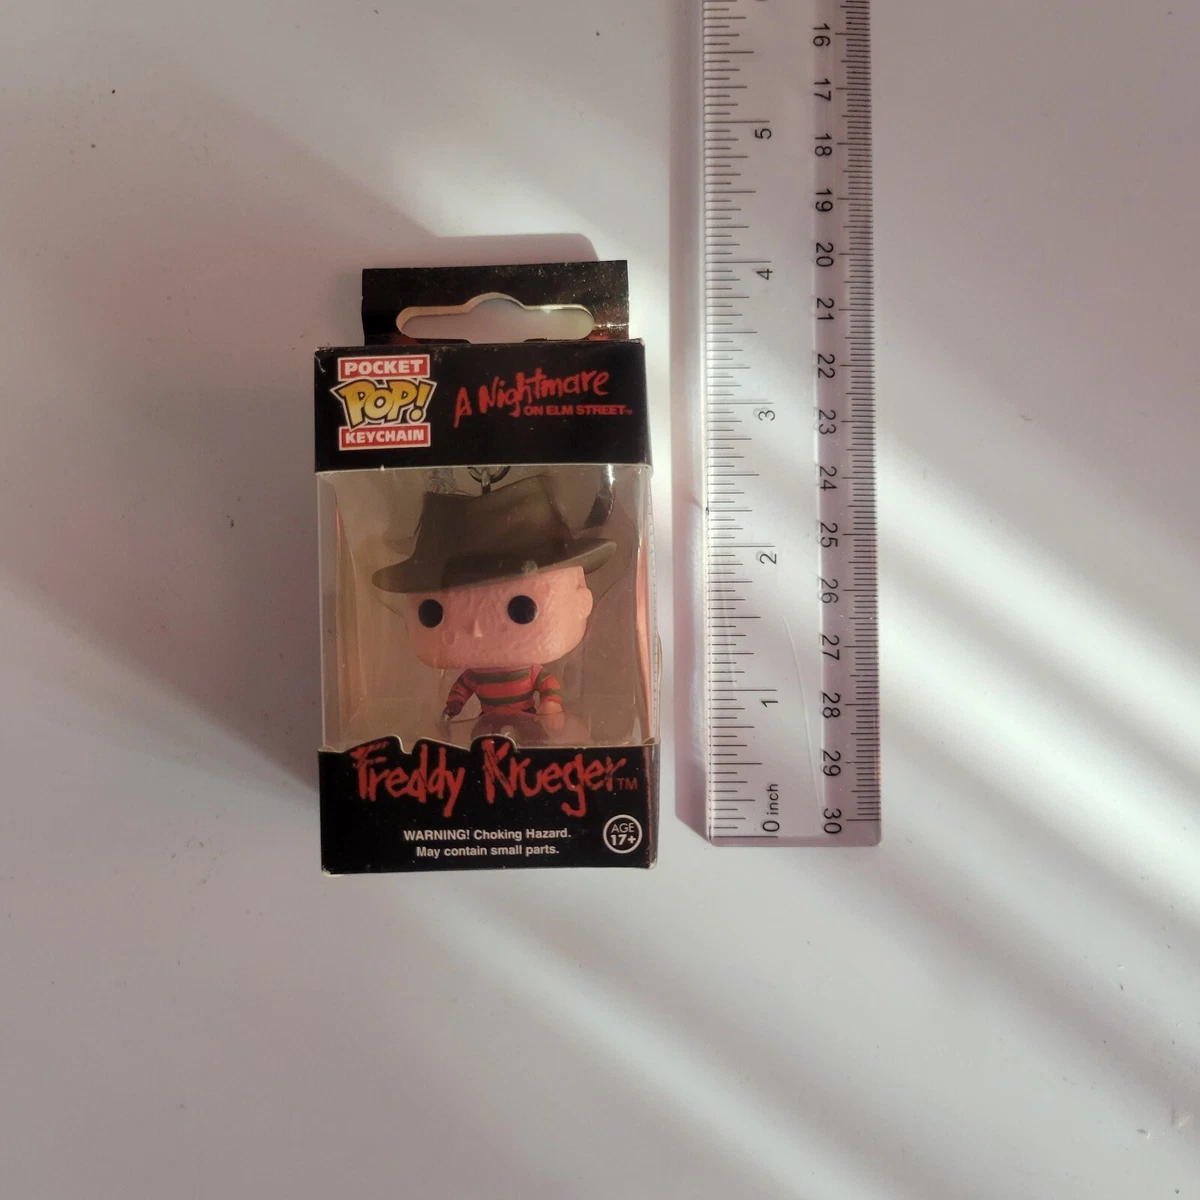 POCKET
POP!
KEYCHAIN
A Nightmare
ON ELM STREET™
Freddy Krueger™
WARNING! Choking Hazard.
May contain small parts.
AGE
17+
16
17
18
19
20
21
22
23
24
25
26
27
28
29
30
5
4
3
2
1
0 inch